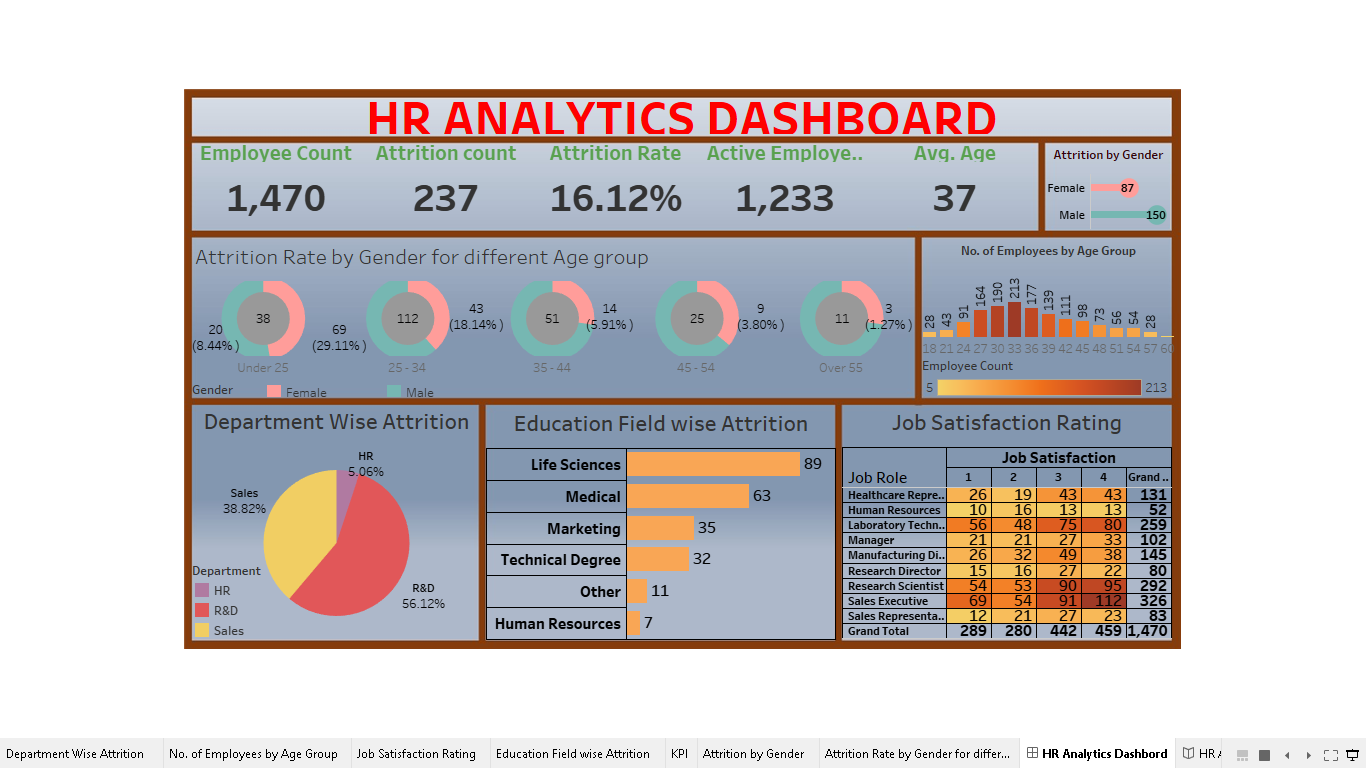 HR ANALYTICS DASHBOARD
Employee Count Attrition count Attrition Rate Active Employe.. Avg. Age
1,470 237 16.12% 1,233 37
Attrition by Gender
Female 87
Male 150
Attrition Rate by Gender for different Age group
38 112 51 25 11
20
(8.44%)
69
(29.11%)
43
(18.14%)
14
(5.91%)
9
(3.80%)
3
(1.27%)
Under 25 25 - 34 35 - 44 45 - 54 Over 55
Gender Female Male
No. of Employees by Age Group
28 43 91 164 190 213 177 139 111 98 73 56 54 28
18 21 24 27 30 33 36 39 42 45 48 51 54 57 60
Employee Count
5 213
Department Wise Attrition
HR
5.06%
Sales
38.82%
R&D
56.12%
Department
HR
R&D
Sales
Education Field wise Attrition
Life Sciences 89
Medical 63
Marketing 35
Technical Degree 32
Other 11
Human Resources 7
Job Satisfaction Rating
Job Satisfaction
Job Role 1 2 3 4 Grand ..
Healthcare Repre.. 26 19 43 43 131
Human Resources 10 16 13 13 52
Laboratory Techn.. 56 48 75 80 259
Manager 21 21 27 33 102
Manufacturing Di.. 26 32 49 38 145
Research Director 15 16 27 22 80
Research Scientist 54 53 90 95 292
Sales Executive 69 54 91 112 326
Sales Representa.. 12 21 27 23 83
Grand Total 289 280 442 459 1,470
Department Wise Attrition No. of Employees by Age Group Job Satisfaction Rating Education Field wise Attrition KPI Attrition by Gender Attrition Rate by Gender for differ... HR Analytics Dashbord HR